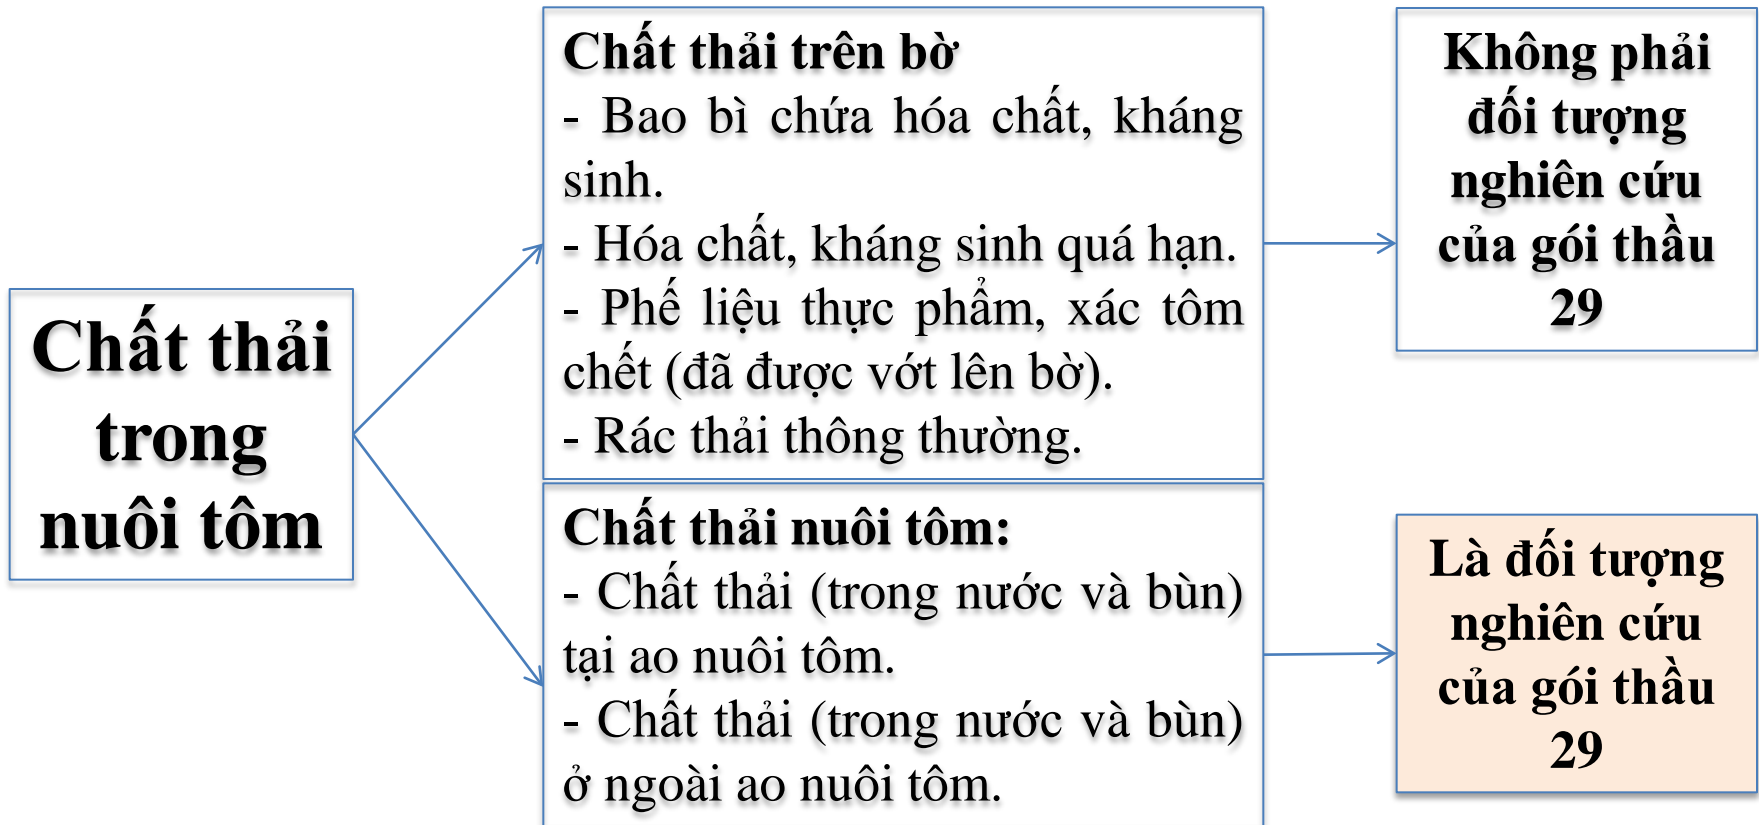 Chất thải
trong
nuôi tôm
Chất thải trên bờ
- Bao bì chứa hóa chất, kháng
sinh.
- Hóa chất, kháng sinh quá hạn.
- Phế liệu thực phẩm, xác tôm
chết (đã được vớt lên bờ).
- Rác thải thông thường.
Không phải
đối tượng
nghiên cứu
của gói thầu
29
Chất thải nuôi tôm:
- Chất thải (trong nước và bùn)
tại ao nuôi tôm.
- Chất thải (trong nước và bùn)
ở ngoài ao nuôi tôm.
Là đối tượng
nghiên cứu
của gói thầu
29